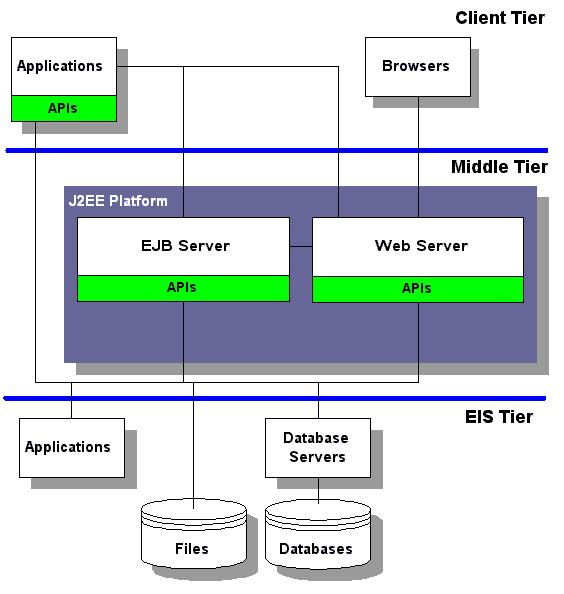 Client Tier
Applications
Browsers
APIs
Middle Tier
J2EE Platform
EJB Server
Web Server
APIs
APIs
EIS Tier
Applications
Database
Servers
Files
Databases